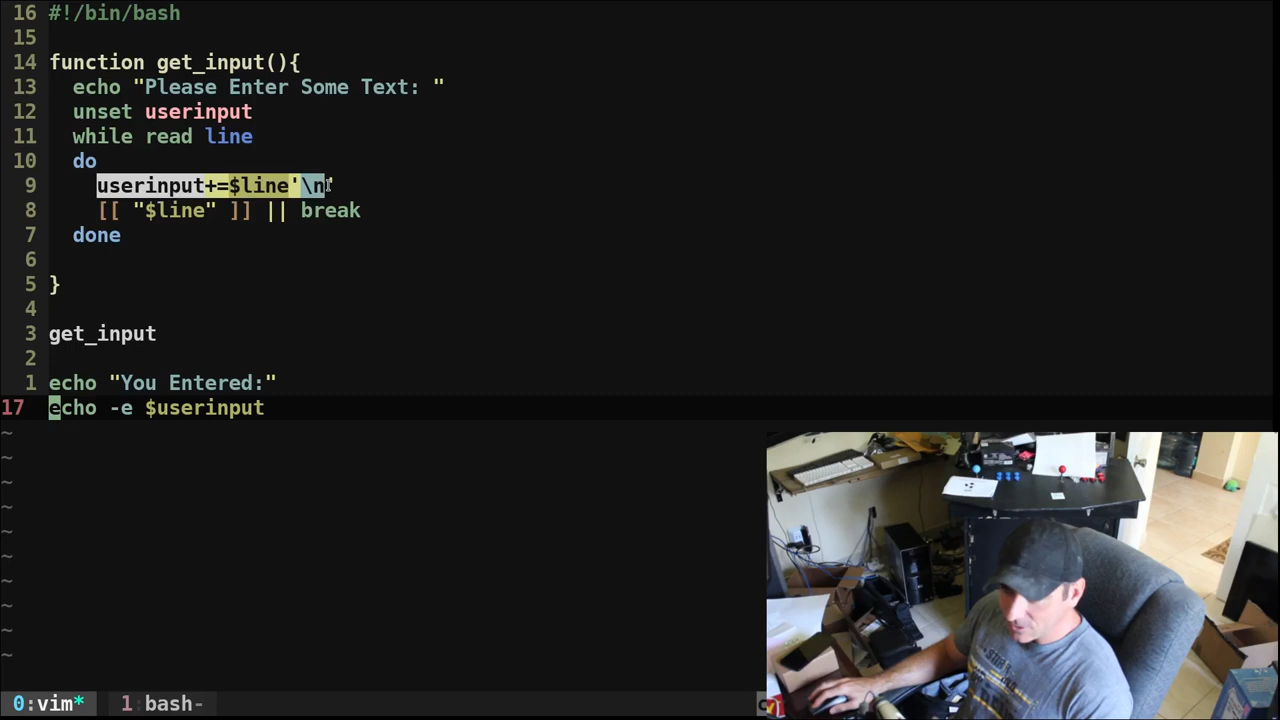 16 #!/bin/bash
15
14 function get_input(){
13   echo "Please Enter Some Text: "
12   unset userinput
11   while read line
10   do
9     userinput+=$line'\n'
8     [[ "$line" ]] || break
7   done
6
5 }
4
3 get_input
2
1 echo "You Entered:"
17 echo -e $userinput
~
~
~
~
~
~
~
~
~
~
0:vim* 1:bash-